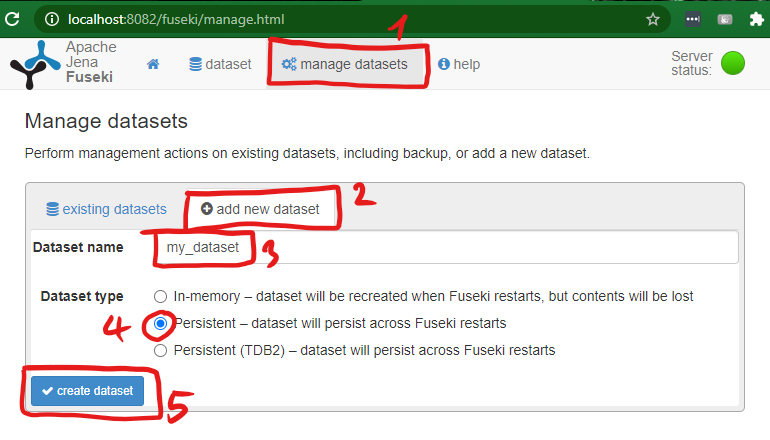 localhost:8082/fuseki/manage.html
1
Apache
Jena
Fuseki
dataset
manage datasets
help
Server
status:
Manage datasets
Perform management actions on existing datasets, including backup, or add a new dataset.
2
existing datasets
add new dataset
Dataset name
my_dataset
3
Dataset type
In-memory – dataset will be recreated when Fuseki restarts, but contents will be lost
4
Persistent – dataset will persist across Fuseki restarts
Persistent (TDB2) – dataset will persist across Fuseki restarts
create dataset
5